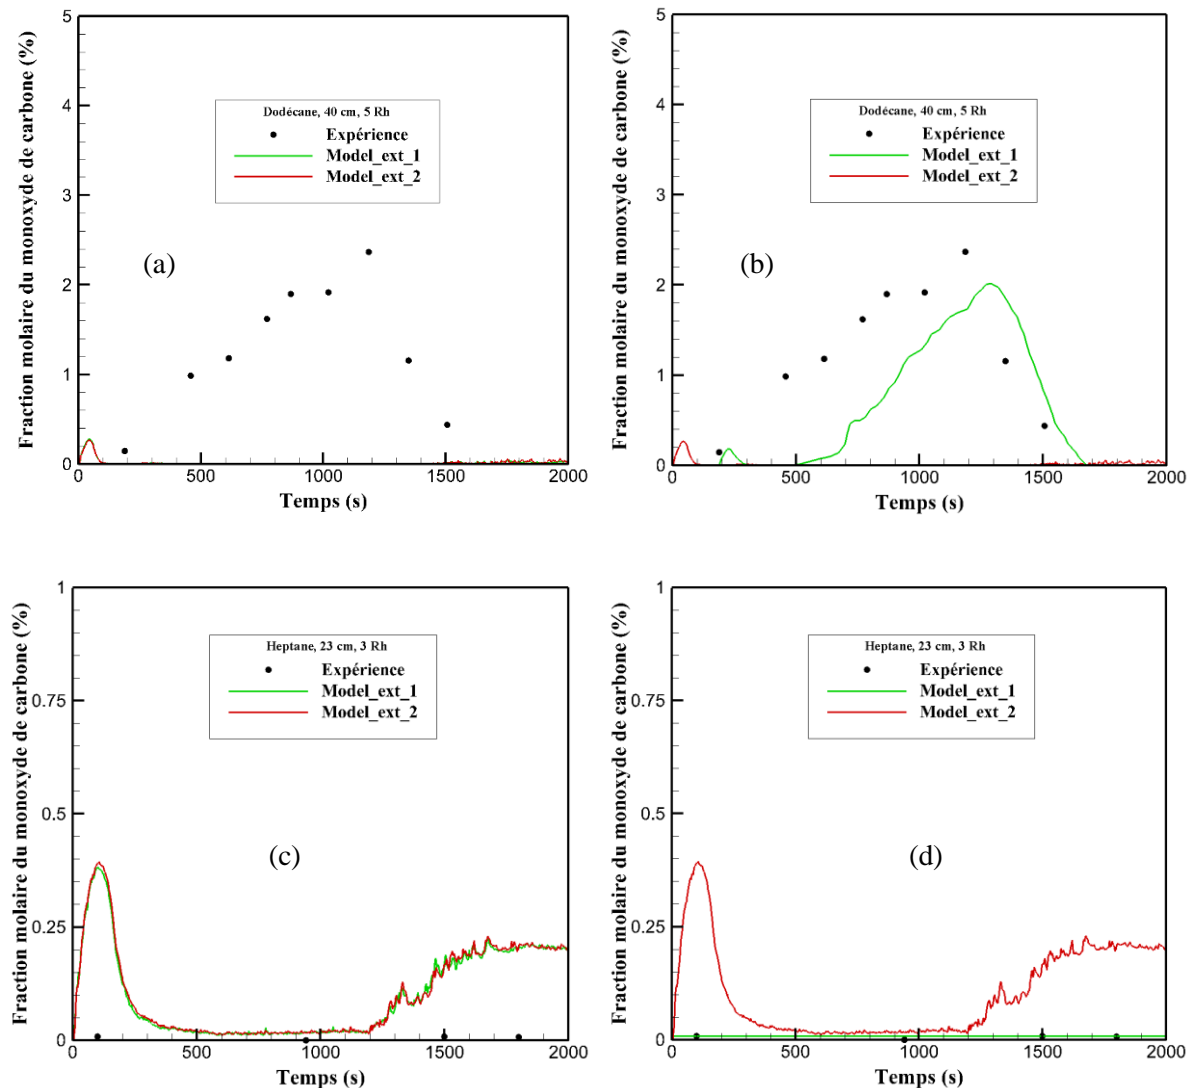 Fraction molaire du monoxyde de carbone (%)
5
4
3
2
1
0
Dodécane, 40 cm, 5 Rh
Expérience
Model_ext_1
Model_ext_2
(a)
0 500 1000 1500 2000
Temps (s)
Fraction molaire du monoxyde de carbone (%)
5
4
3
2
1
0
Dodécane, 40 cm, 5 Rh
Expérience
Model_ext_1
Model_ext_2
(b)
0 500 1000 1500 2000
Temps (s)
Fraction molaire du monoxyde de carbone (%)
1
0.75
0.5
0.25
0
Heptane, 23 cm, 3 Rh
Expérience
Model_ext_1
Model_ext_2
(c)
0 500 1000 1500 2000
Temps (s)
Fraction molaire du monoxyde de carbone (%)
1
0.75
0.5
0.25
0
Heptane, 23 cm, 3 Rh
Expérience
Model_ext_1
Model_ext_2
(d)
0 500 1000 1500 2000
Temps (s)